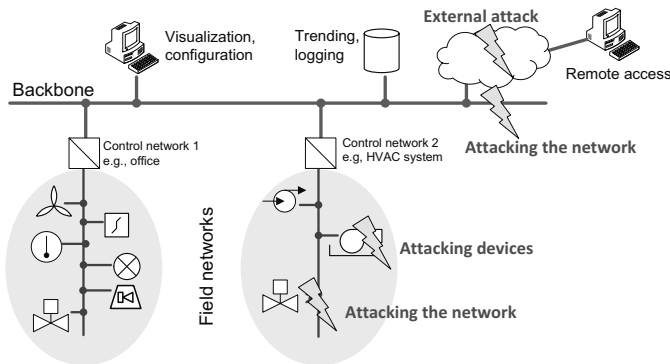 External attack
Visualization,
configuration
Trending,
logging
Remote access
Backbone
Attacking the network
Control network 1
e.g., office
Control network 2
e.g, HVAC system
Field networks
Attacking devices
Attacking the network